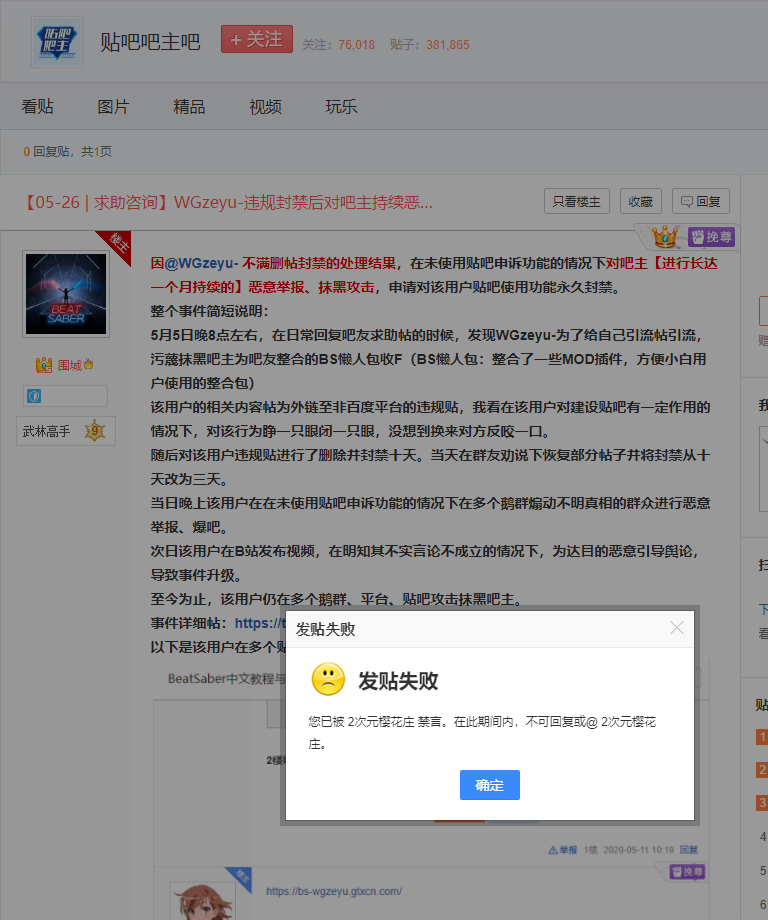 贴吧吧主
贴吧吧主吧
+ 关注
关注: 76,018 贴子: 381,865
看贴 图片 精品 视频 玩乐
0 回复贴，共1页
【05-26 | 求助咨询】WGzeyu-违规封禁后对吧主持续恶...
只看楼主 收藏 回复
楼主
挽尊
因@WGzeyu- 不满删帖封禁的处理结果，在未使用贴吧申诉功能的情况下对吧主【进行长达
一个月持续的】恶意举报、抹黑攻击，申请对该用户贴吧使用功能永久封禁。
整个事件简短说明：
5月5日晚8点左右，在日常回复吧友求助帖的时候，发现WGzeyu-为了给自己引流帖引流，
污蔑抹黑吧主为吧友整合的BS懒人包收F（BS懒人包：整合了一些MOD插件，方便小白用
户使用的整合包）
该用户的相关内容帖为外链至非百度平台的违规贴，我看在该用户对建设贴吧有一定作用的
情况下，对该行为睁一只眼闭一只眼，没想到换来对方反咬一口。
随后对该用户违规贴进行了删除并封禁十天。当天在群友劝说下恢复部分帖子并将封禁从十
天改为三天。
当日晚上该用户在在未使用贴吧申诉功能的情况下在多个鹅群煽动不明真相的群众进行恶意
举报、爆吧。
次日该用户在B站发布视频，在明知其不实言论不成立的情况下，为达目的恶意引导舆论，
导致事件升级。
至今为止，该用户仍在多个鹅群、平台、贴吧攻击抹黑吧主。
事件详细帖：https://t
以下是该用户在多个贴
BEAT
SABER
围城
武林高手 9
发贴失败
发贴失败
您已被 2次元樱花庄 禁言。在此期间内，不可回复或@ 2次元樱花
庄。
确定
BeatSaber中文教程与
2楼
举报 1楼 2020-05-11 10:19 回复
楼主
挽尊
https://bs-wgzeyu.gtxcn.com/
我
扫
下
看
贴
1
2
3
4
5
6